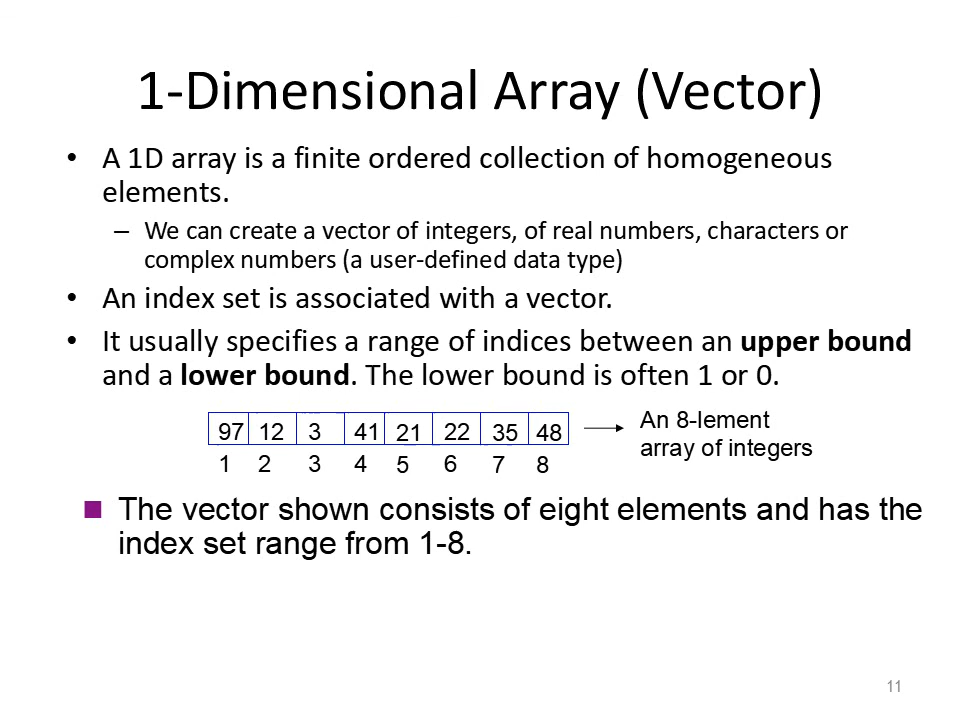 1-Dimensional Array (Vector)
• A 1D array is a finite ordered collection of homogeneous
elements.
– We can create a vector of integers, of real numbers, characters or
complex numbers (a user-defined data type)
• An index set is associated with a vector.
• It usually specifies a range of indices between an upper bound
and a lower bound. The lower bound is often 1 or 0.
97 12 3 41 21 22 35 48
1 2 3 4 5 6 7 8
An 8-lement
array of integers
■ The vector shown consists of eight elements and has the
index set range from 1-8.
11